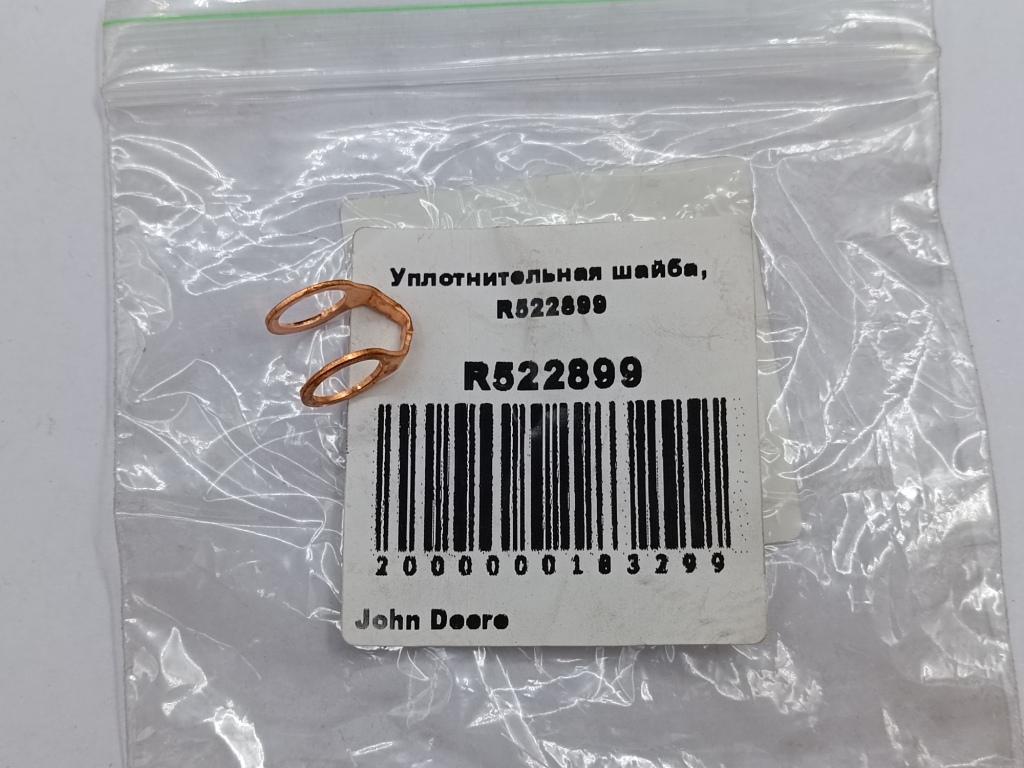 Уплотнительная шайба,
R522899
R522899
2000000183299
John Deere